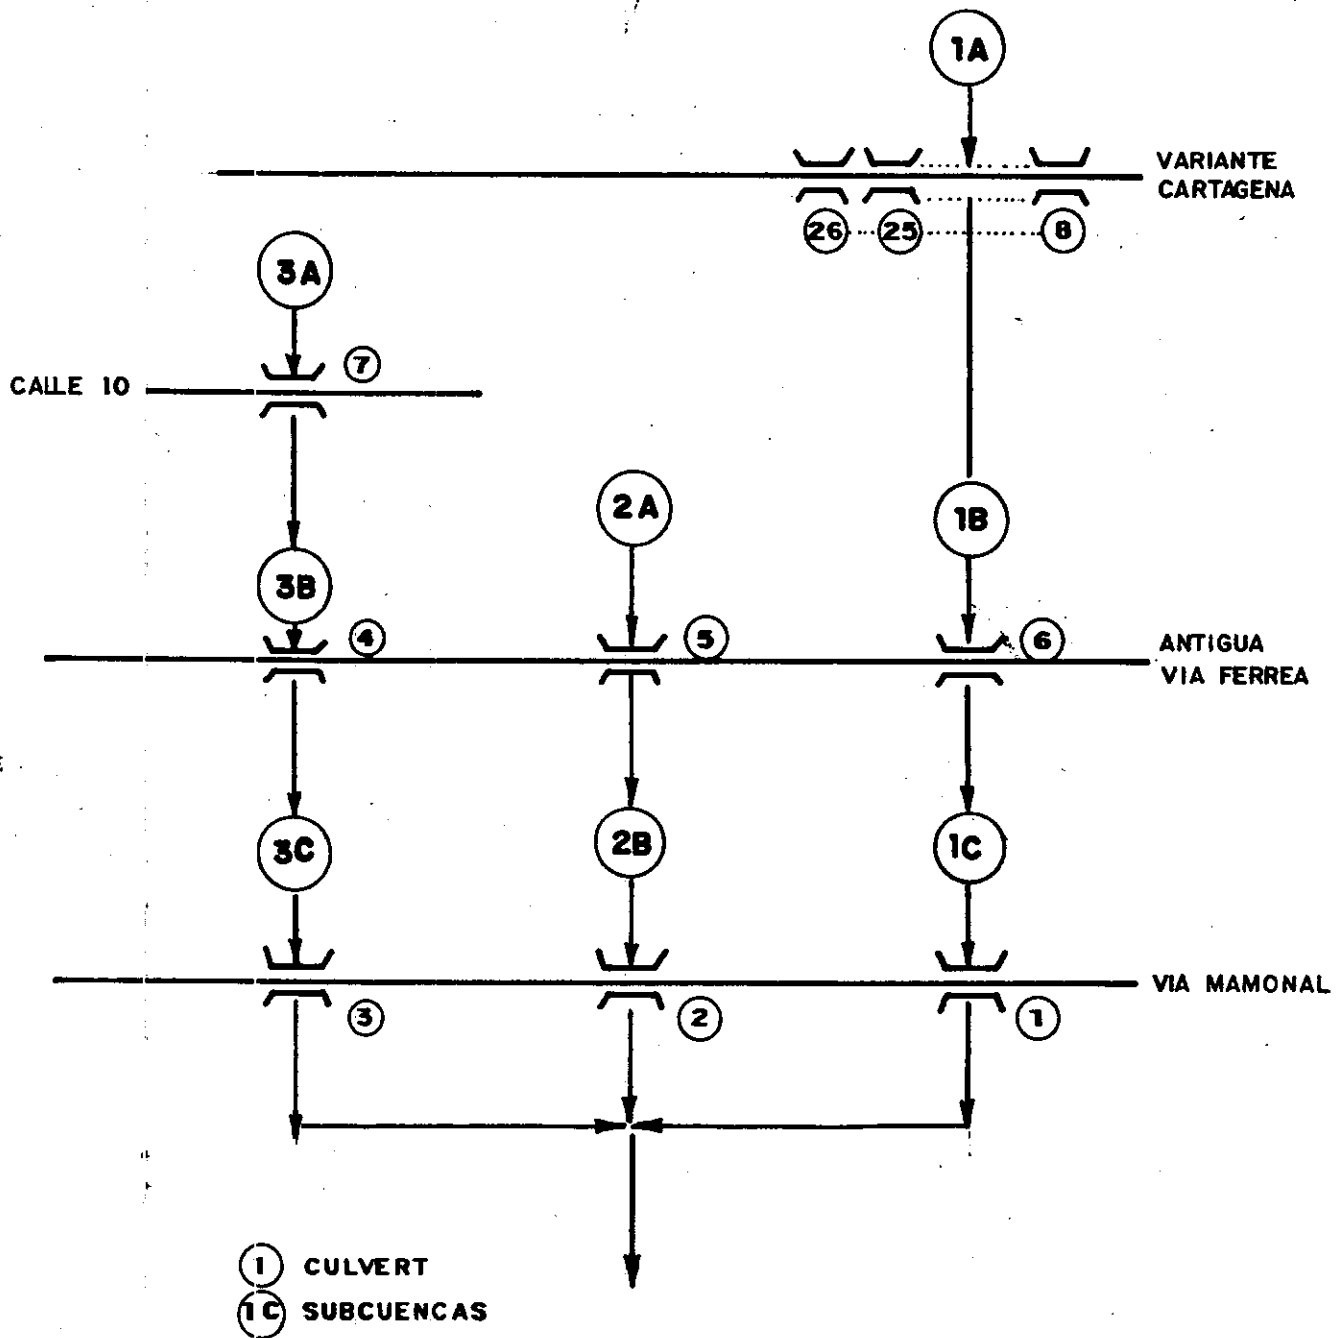 1A
VARIANTE
CARTAGENA
26 25 8
3A
7
CALLE 10
2A
1B
3B
4 5 6
ANTIGUA
VIA FERREA
3C 2B 1C
VIA MAMONAL
3 2 1
1 CULVERT
1C SUBCUENCAS